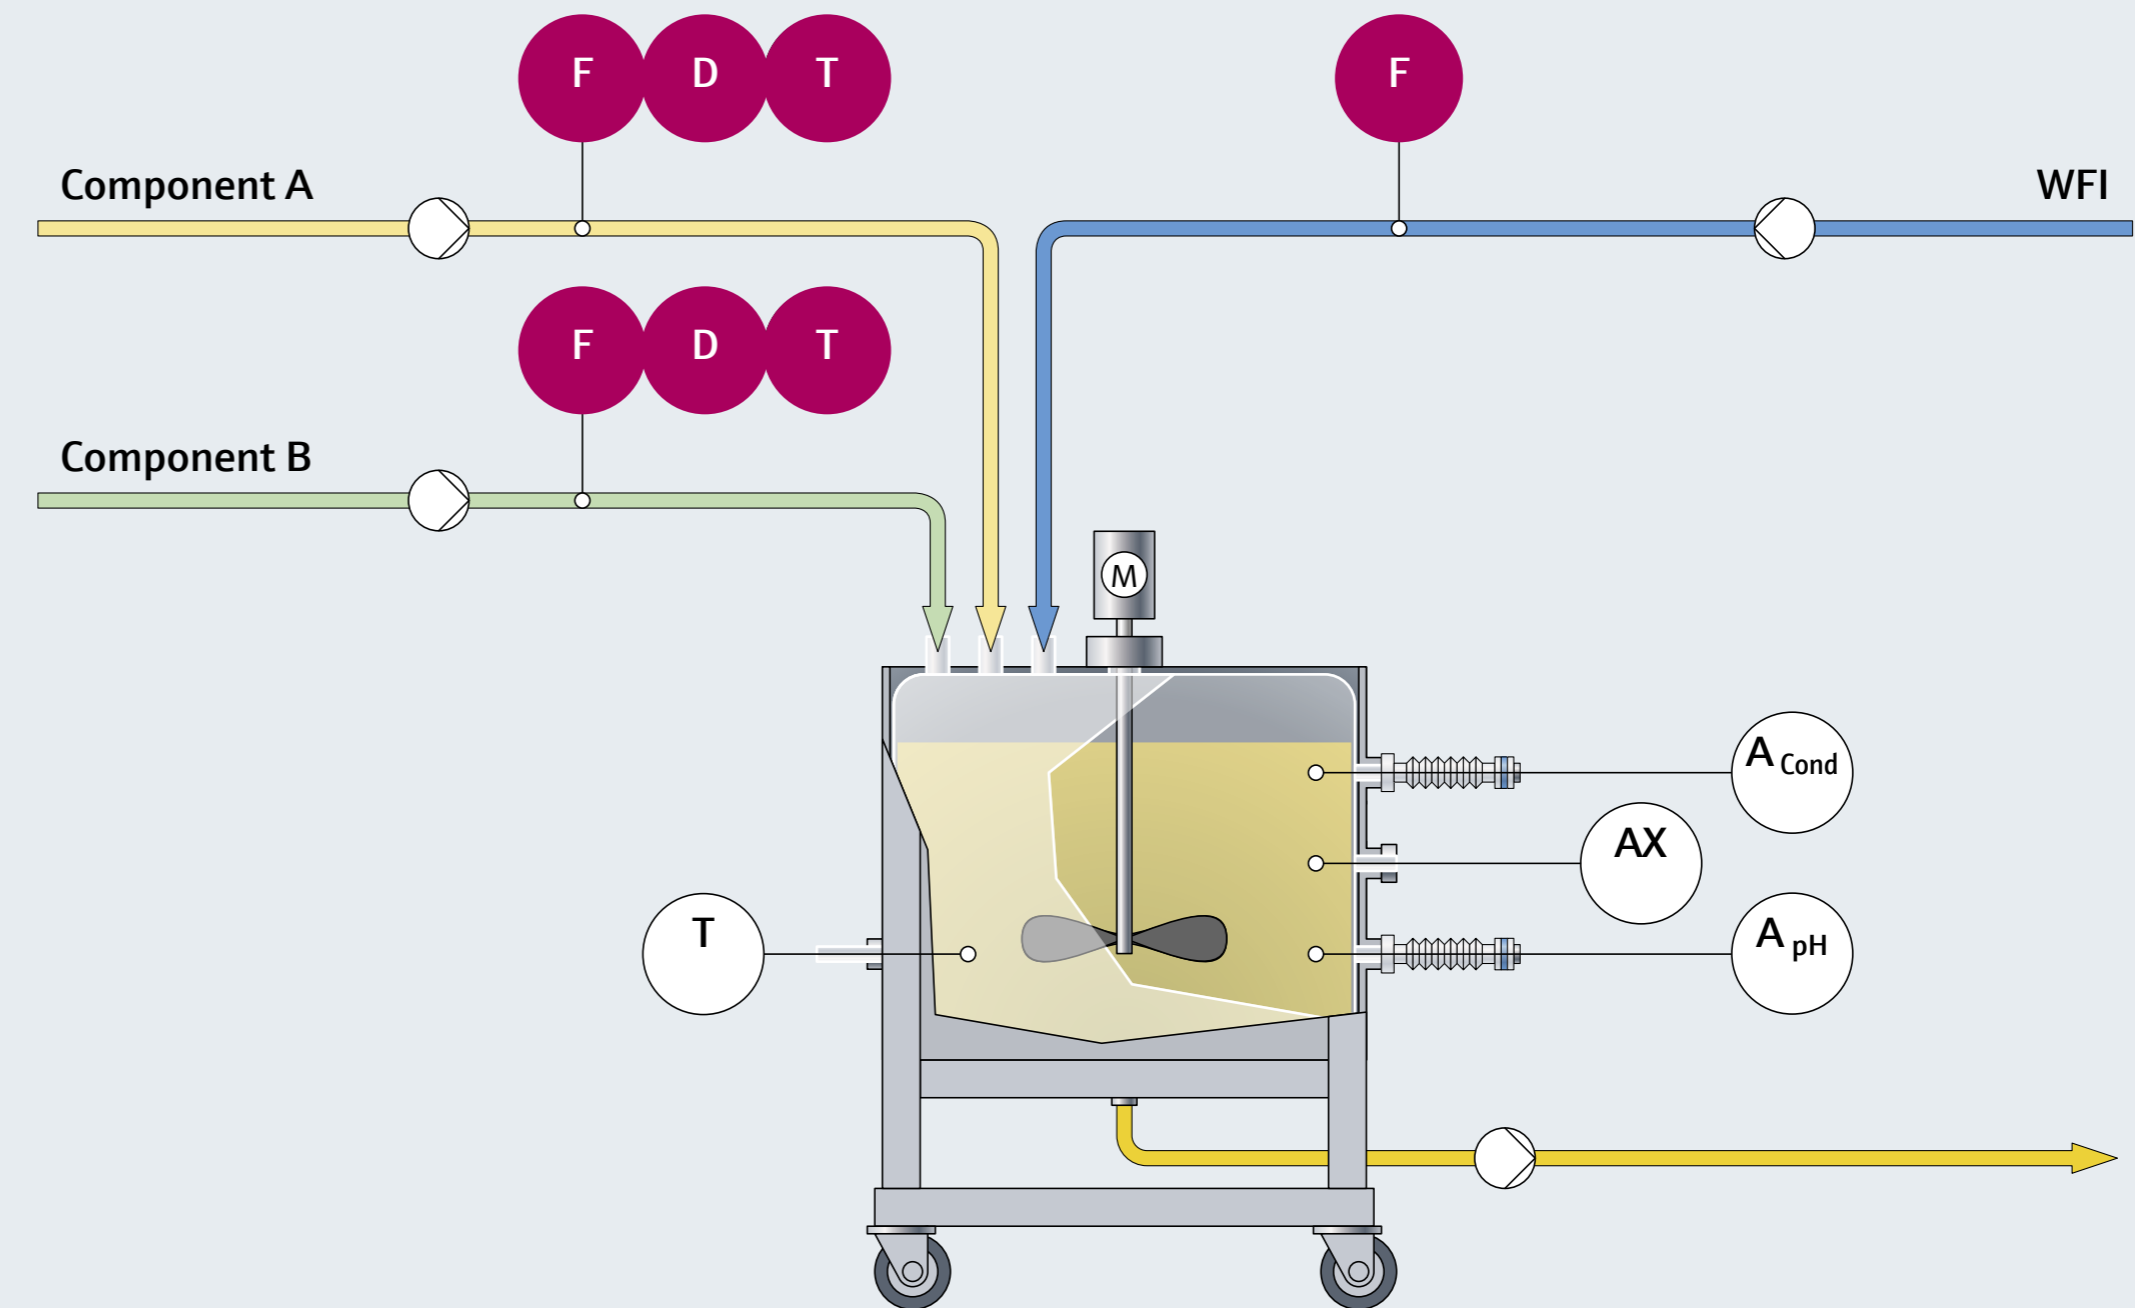 F D T
F
Component A
WFI
F D T
Component B
M
A Cond
AX
T
A pH